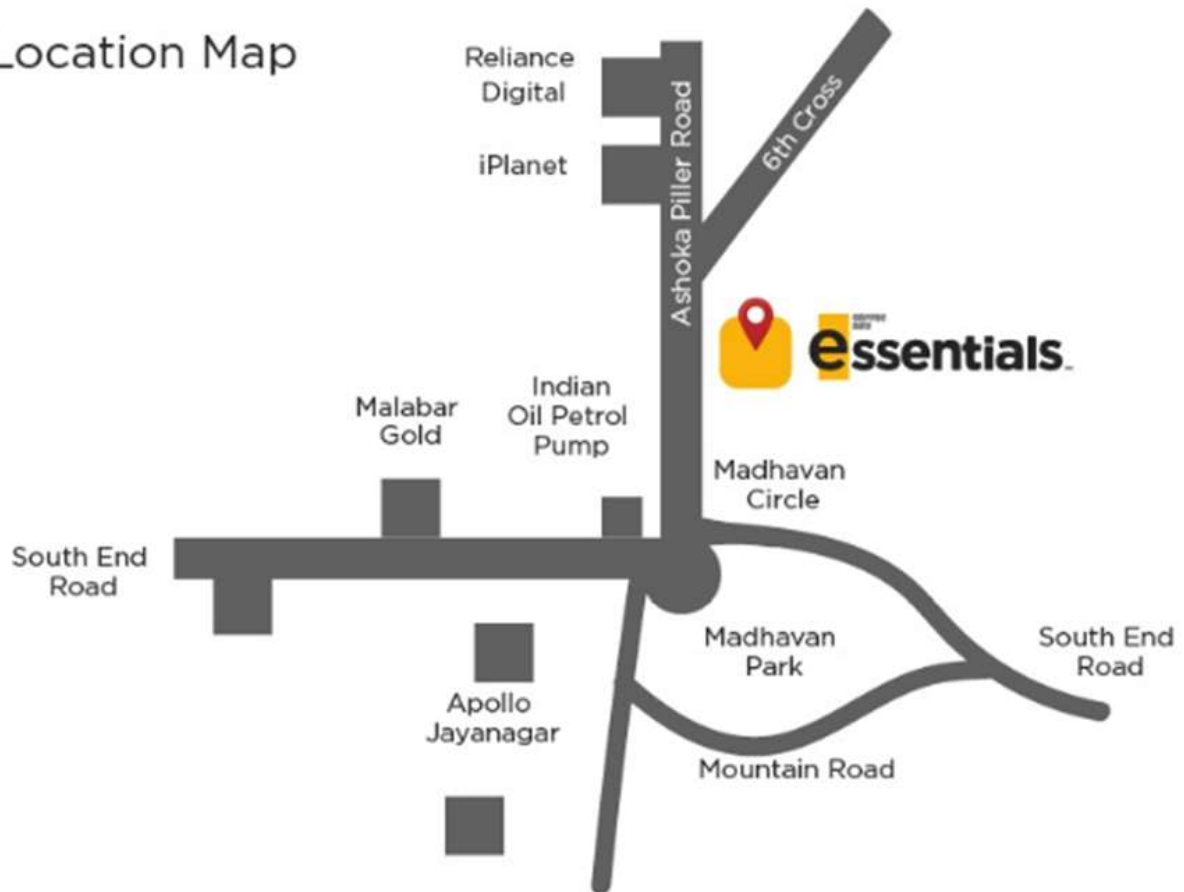 Location Map
Reliance
Digital
iPlanet
Ashoka Piller Road
6th Cross
essentials
Malabar
Gold
Indian
Oil Petrol
Pump
Madhavan
Circle
South End
Road
Madhavan
Park
South End
Road
Apollo
Jayanagar
Mountain Road